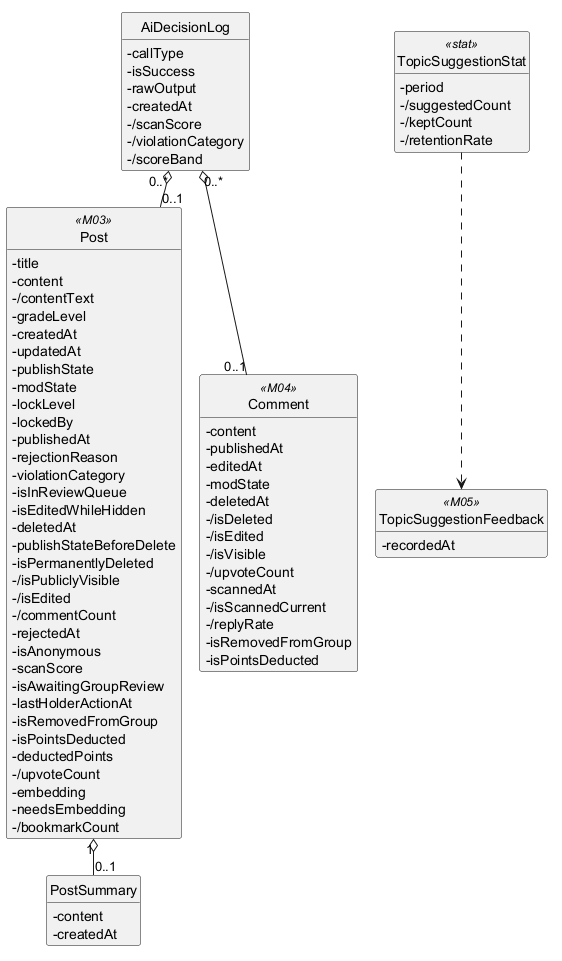 AiDecisionLog
-callType
-isSuccess
-rawOutput
-createdAt
-/scanScore
-/violationCategory
-/scoreBand
«stat»
TopicSuggestionStat
-period
-/suggestedCount
-/keptCount
-/retentionRate
0..*
0..*
0..1
«M03»
Post
-title
-content
-/contentText
-gradeLevel
-createdAt
-updatedAt
-publishState
-modState
-lockLevel
-lockedBy
-publishedAt
-rejectionReason
-violationCategory
-isInReviewQueue
-isEditedWhileHidden
-deletedAt
-publishStateBeforeDelete
-isPermanentlyDeleted
-/isPubliclyVisible
-/isEdited
-/commentCount
-rejectedAt
-isAnonymous
-scanScore
-isAwaitingGroupReview
-lastHolderActionAt
-isRemovedFromGroup
-isPointsDeducted
-deductedPoints
-/upvoteCount
-embedding
-needsEmbedding
-/bookmarkCount
0..1
«M04»
Comment
-content
-publishedAt
-editedAt
-modState
-deletedAt
-/isDeleted
-/isEdited
-/isVisible
-/upvoteCount
-scannedAt
-/isScannedCurrent
-/replyRate
-isRemovedFromGroup
-isPointsDeducted
«M05»
TopicSuggestionFeedback
-recordedAt
1
0..1
PostSummary
-content
-createdAt